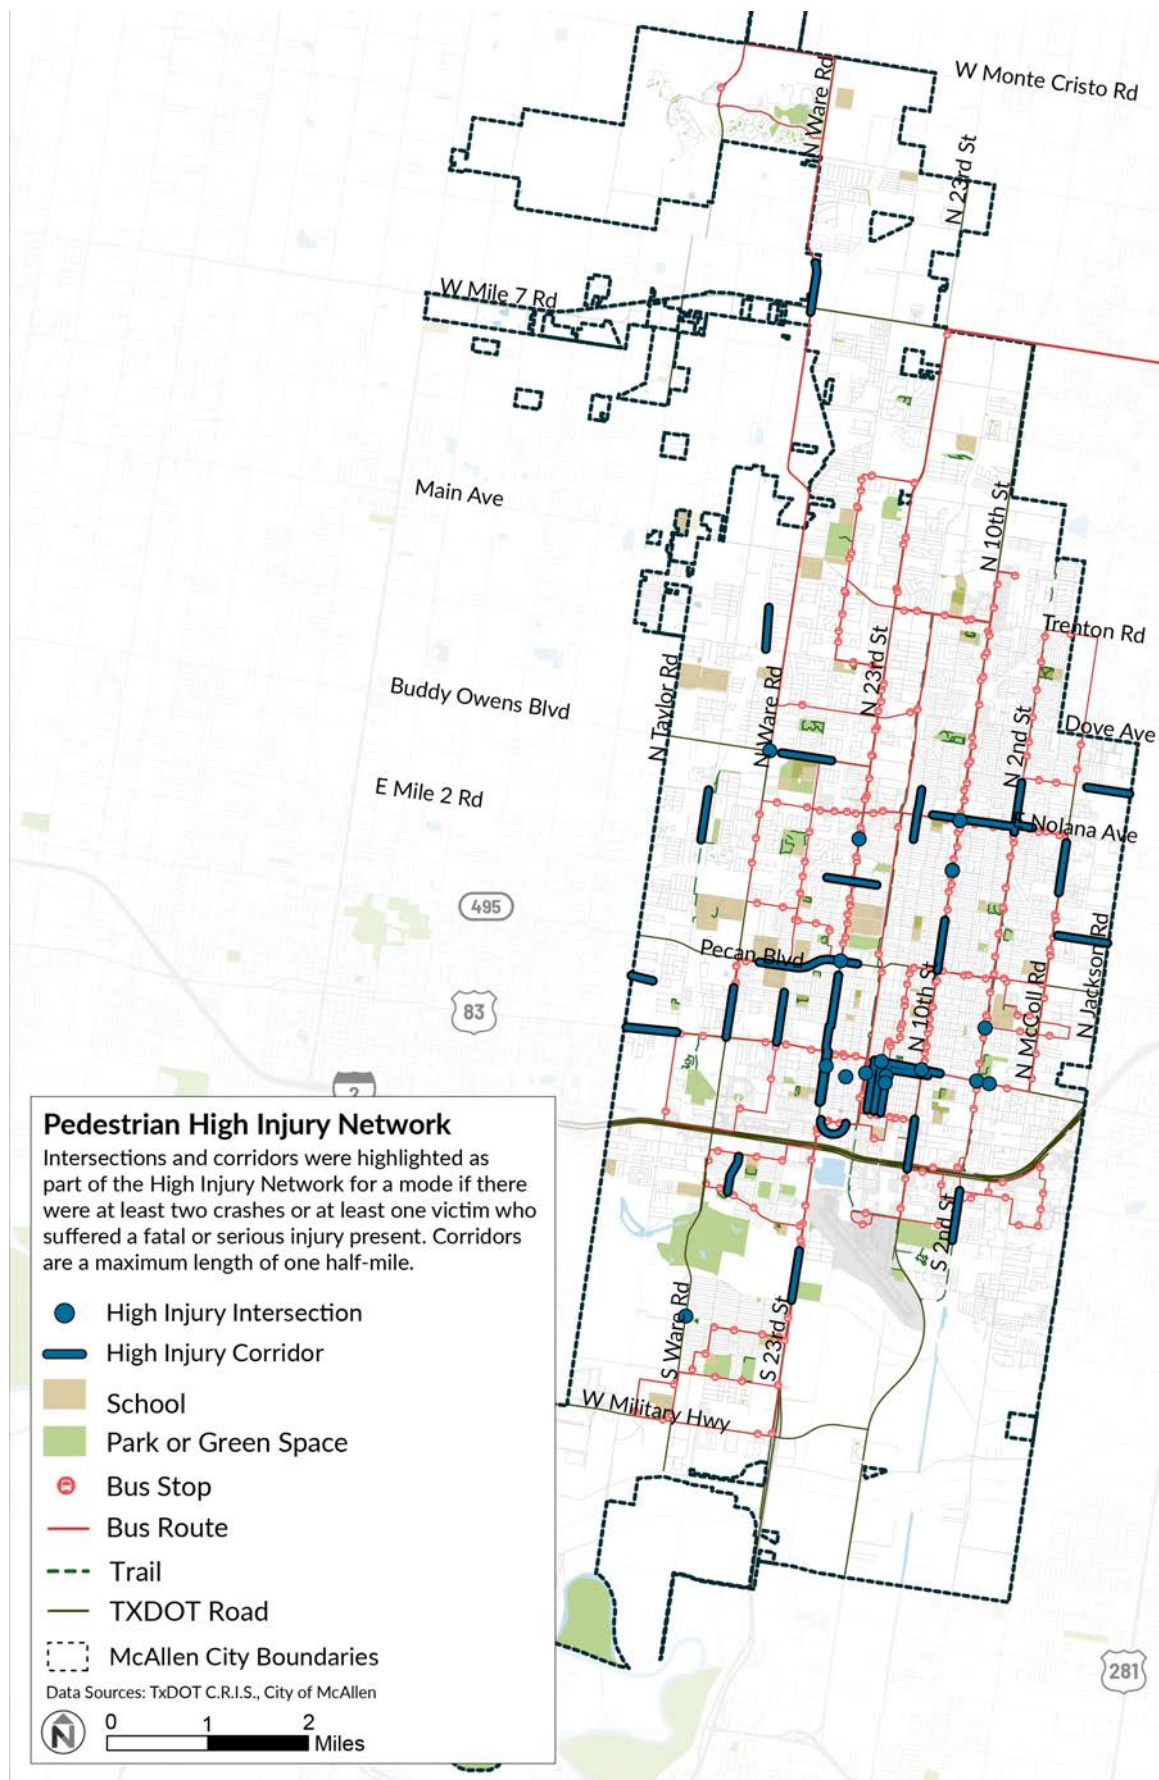 W Monte Cristo Rd
N Ware Rd
N 23rd St
W Mile 7 Rd
Main Ave
N 10th St
Trenton Rd
N 23rd St
N Taylor Rd
N Ware Rd
Buddy Owens Blvd
N 2nd St
Dove Ave
E Mile 2 Rd
E Nolana Ave
495
Pecan Blvd
N Jackson Rd
83
N 10th St
N McColl Rd
2
Pedestrian High Injury Network
Intersections and corridors were highlighted as
part of the High Injury Network for a mode if there
were at least two crashes or at least one victim who
suffered a fatal or serious injury present. Corridors
are a maximum length of one half-mile.
High Injury Intersection
High Injury Corridor
School
Park or Green Space
Bus Stop
Bus Route
Trail
TXDOT Road
McAllen City Boundaries
Data Sources: TxDOT C.R.I.S., City of McAllen
N
0 1 2
Miles
S 2nd St
S Ware Rd
S 23rd St
W Military Hwy
281